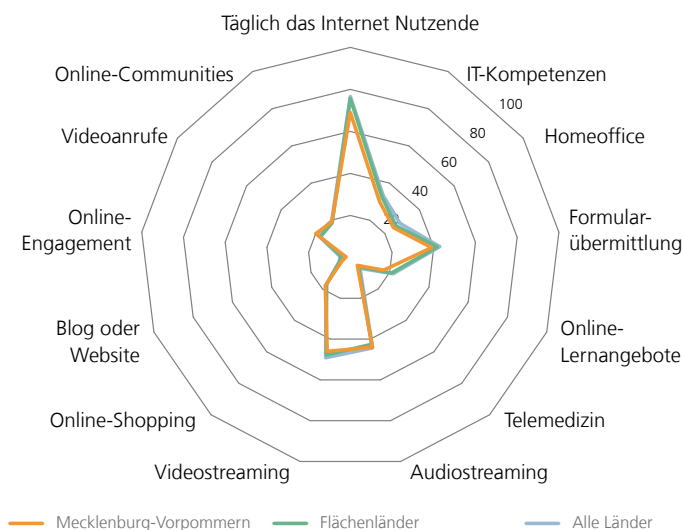 Täglich das Internet Nutzende
Online-Communities
IT-Kompetenzen
100
Videoanrufe
80
Homeoffice
60
40
20
Online-
Engagement
Formular-
übermittlung
Blog oder
Website
Online-
Lernangebote
Online-Shopping
Telemedizin
Videostreaming
Audiostreaming
Mecklenburg-Vorpommern
Flächenländer
Alle Länder